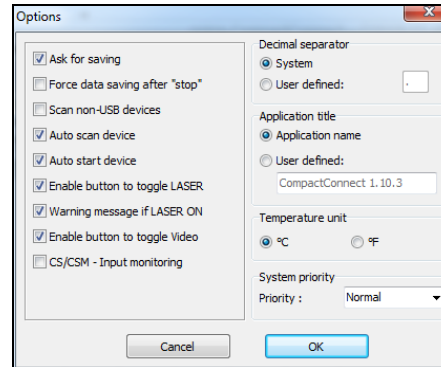 Options
Ask for saving
Force data saving after "stop"
Scan non-USB devices
Auto scan device
Auto start device
Enable button to toggle LASER
Warning message if LASER ON
Enable button to toggle Video
CS/CSM - Input monitoring
Decimal separator
System
User defined:
.
Application title
Application name
User defined:
CompactConnect 1.10.3
Temperature unit
°C
°F
System priority
Priority :
Normal
Cancel
OK